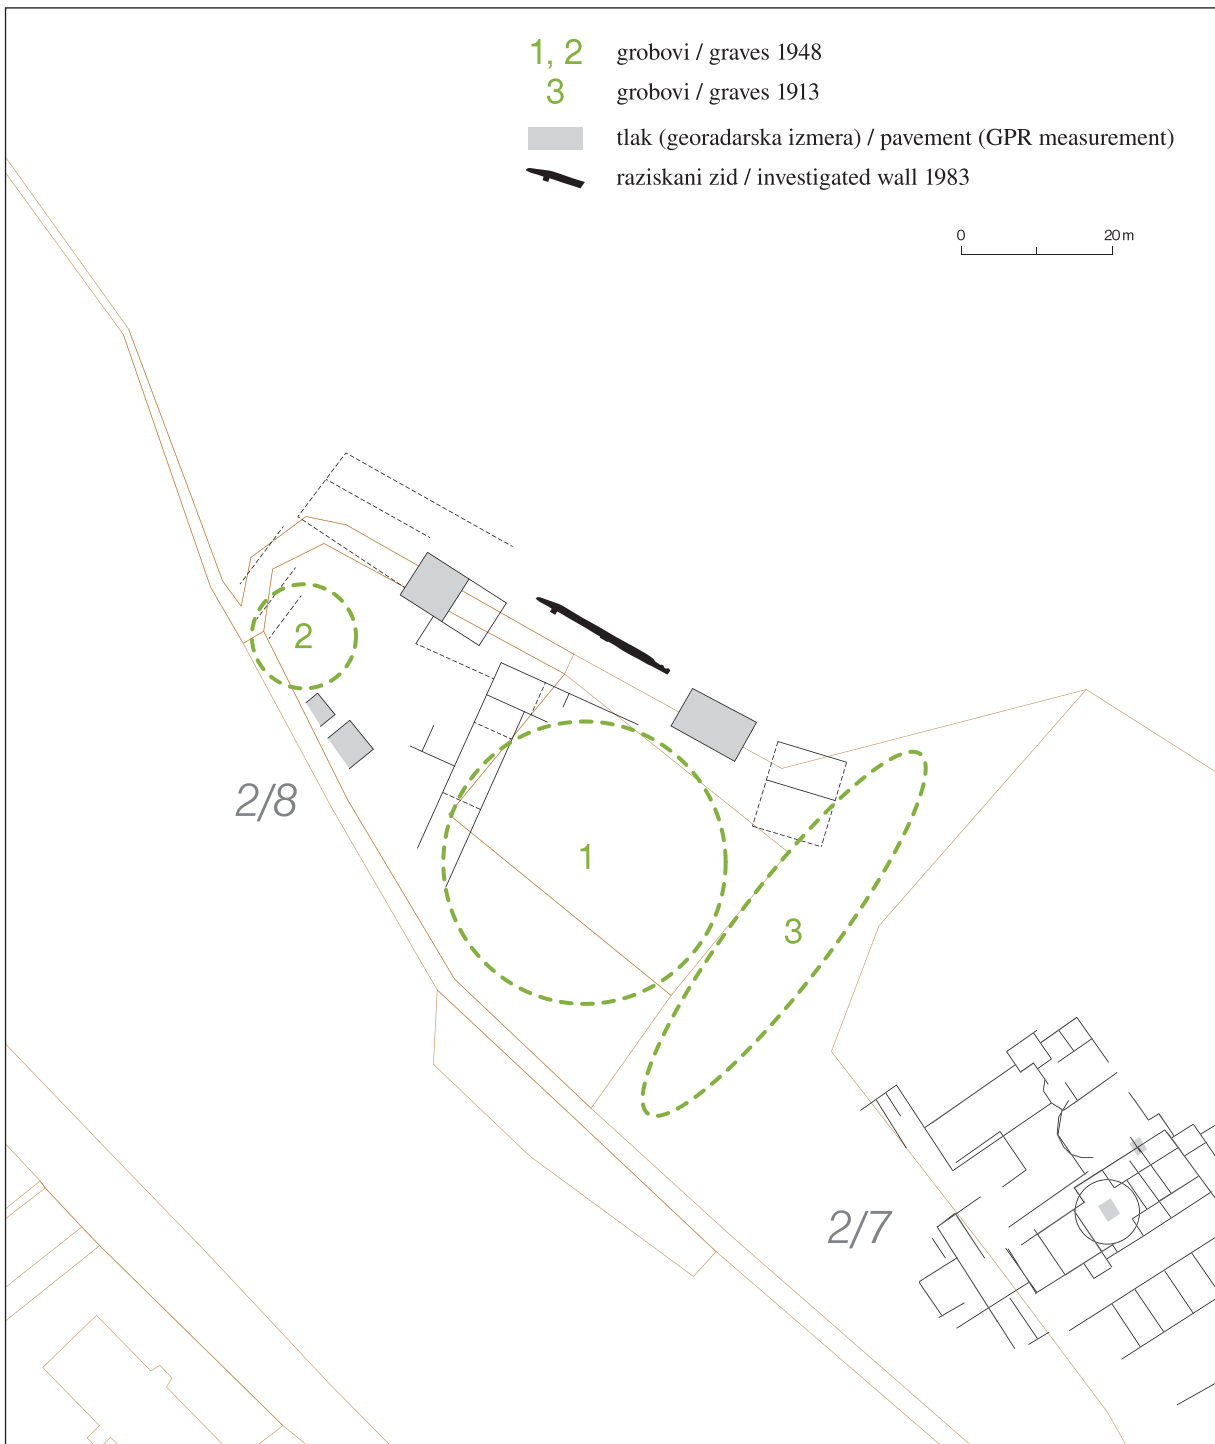 1, 2 grobovi / graves 1948
3 grobovi / graves 1913
tlak (georadarska izmera) / pavement (GPR measurement)
raziskani zid / investigated wall 1983
0 20 m
2
2/8
1
3
2/7